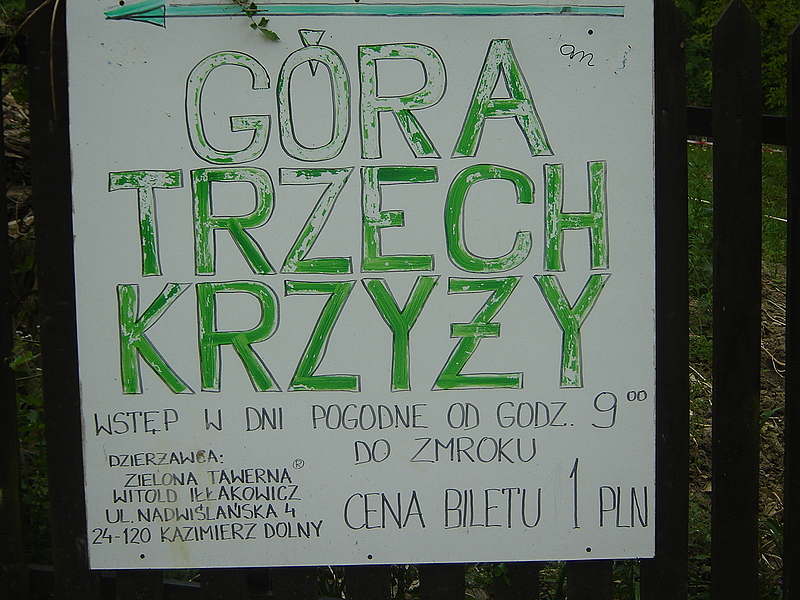 GÓRA
TRZECH
KRZYŻY
WSTĘP W DNI POGODNE OD GODZ. 9⁰⁰
DO ZMROKU
DZIERŻAWCA:
ZIELONA TAWERNA ®
WITOLD IŁŁAKOWICZ
UL. NADWIŚLAŃSKA 4
24-120 KAZIMIERZ DOLNY
CENA BILETU 1 PLN